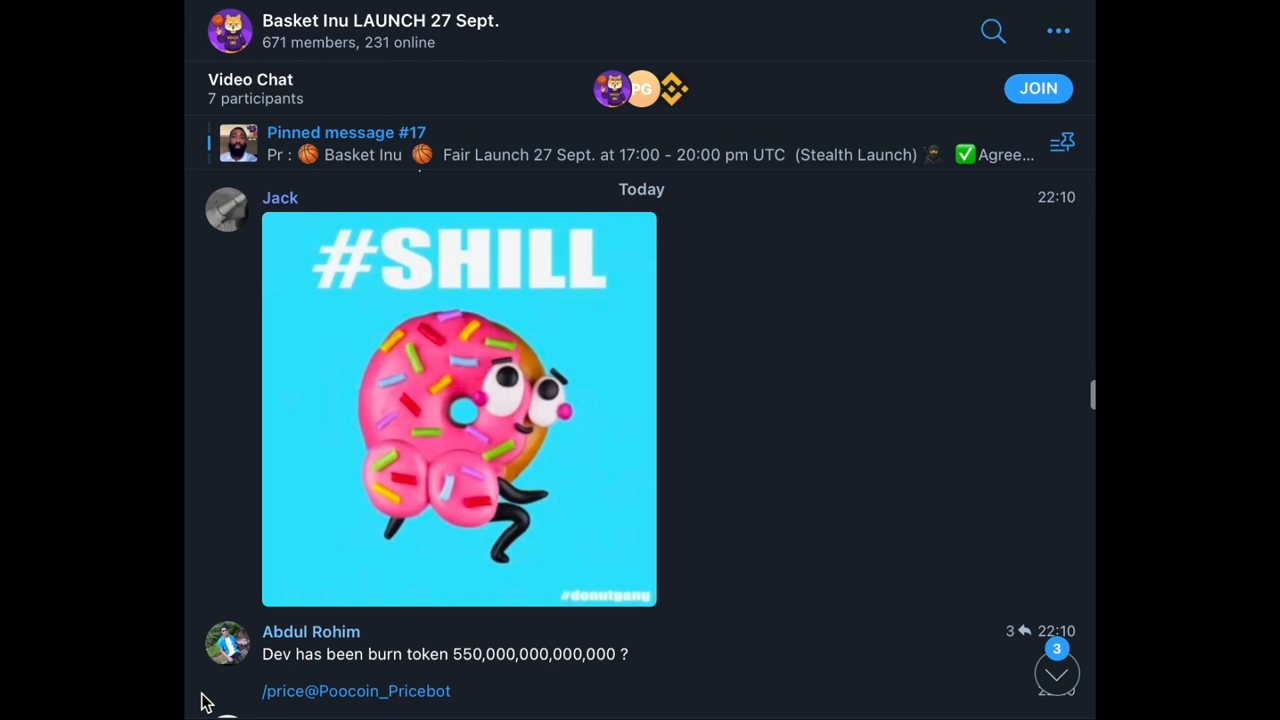 Basket Inu LAUNCH 27 Sept.
671 members, 231 online
Video Chat
7 participants
PG
JOIN
Pinned message #17
Pr : 🏀 Basket Inu 🏀 Fair Launch 27 Sept. at 17:00 - 20:00 pm UTC (Stealth Launch) 🥷 ✅Agree...
Today
Jack
22:10
#SHILL
#donutgang
Abdul Rohim
3 22:10
Dev has been burn token 550,000,000,000,000 ?
3
/price@Poocoin_Pricebot